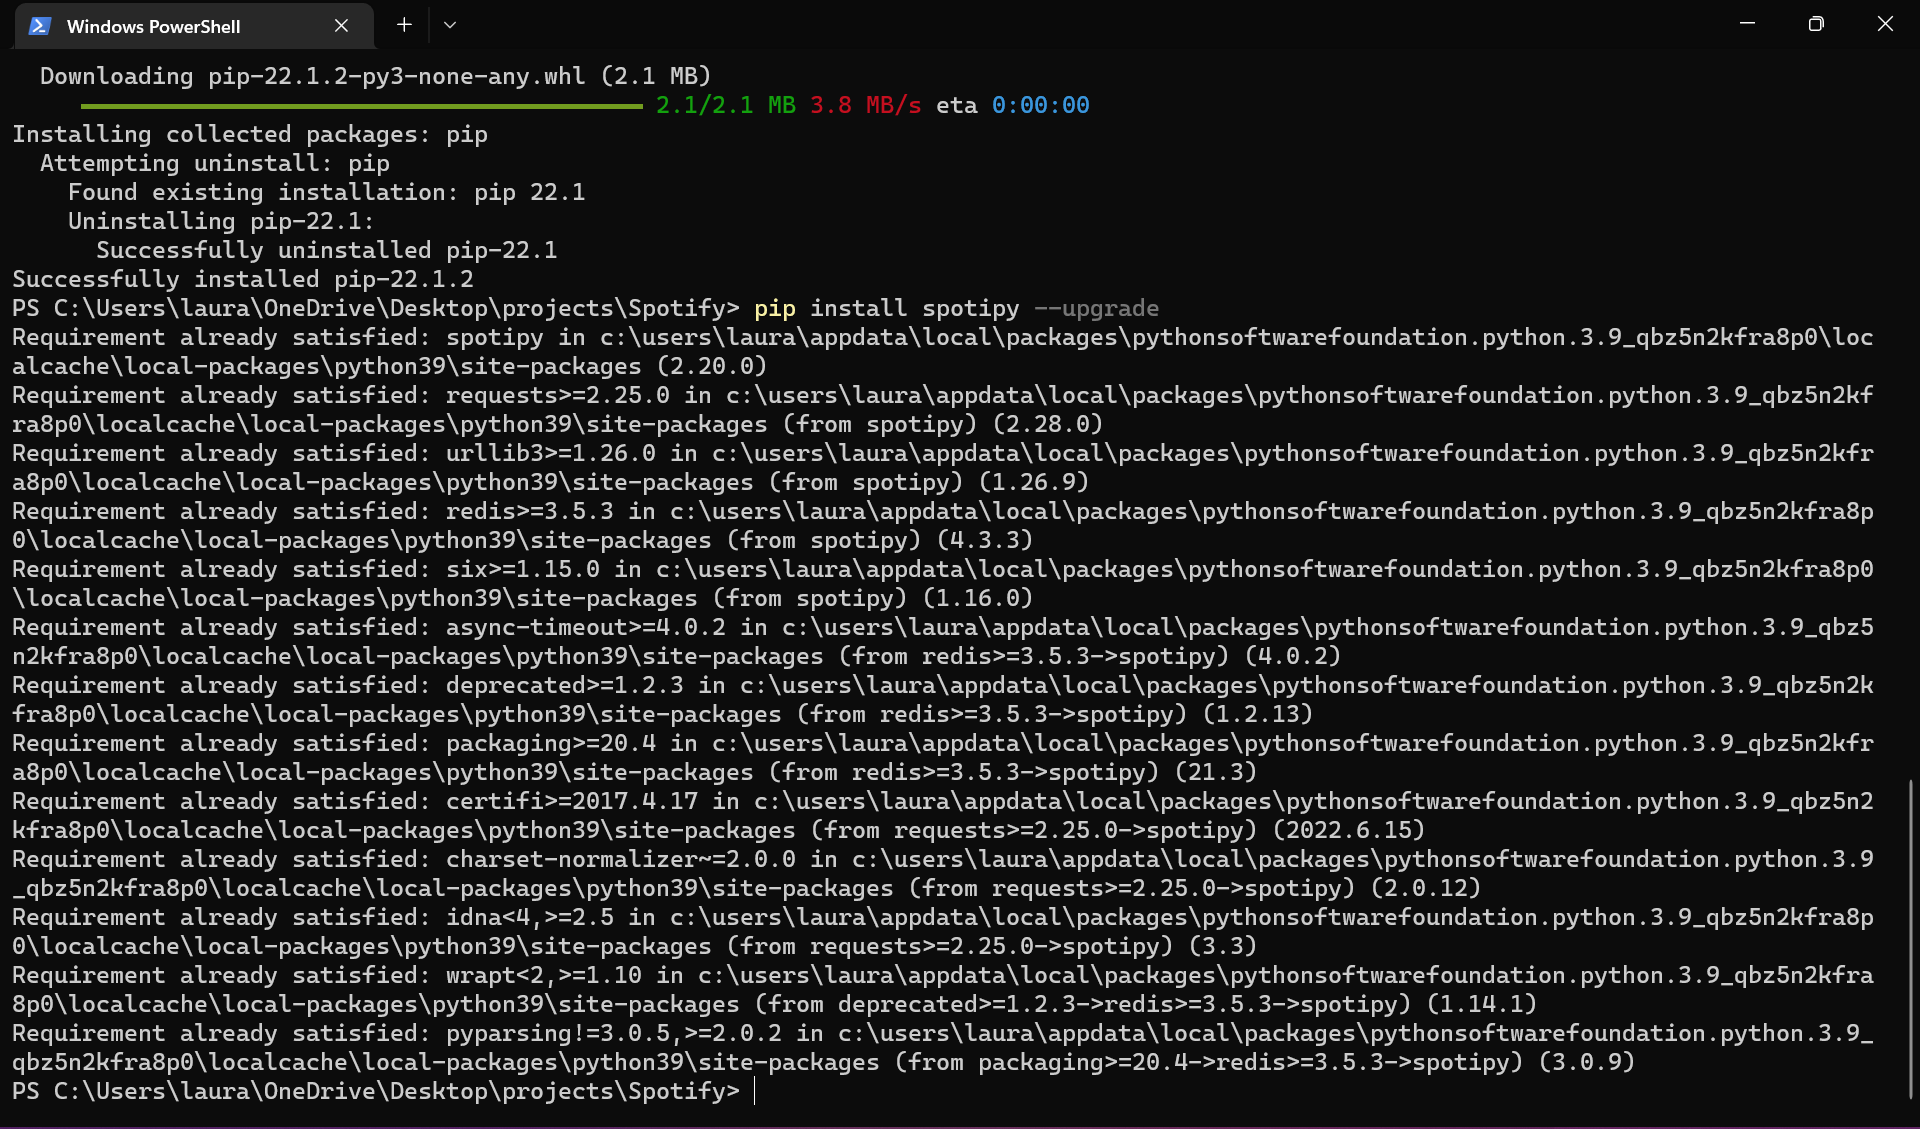 Windows PowerShell
Downloading pip-22.1.2-py3-none-any.whl (2.1 MB)
2.1/2.1 MB 3.8 MB/s eta 0:00:00
Installing collected packages: pip
Attempting uninstall: pip
Found existing installation: pip 22.1
Uninstalling pip-22.1:
Successfully uninstalled pip-22.1
Successfully installed pip-22.1.2
PS C:\Users\laura\OneDrive\Desktop\projects\Spotify> pip install spotipy --upgrade
Requirement already satisfied: spotipy in c:\users\laura\appdata\local\packages\pythonsoftwarefoundation.python.3.9_qbz5n2kfra8p0\loc
alcache\local-packages\python39\site-packages (2.20.0)
Requirement already satisfied: requests>=2.25.0 in c:\users\laura\appdata\local\packages\pythonsoftwarefoundation.python.3.9_qbz5n2kf
ra8p0\localcache\local-packages\python39\site-packages (from spotipy) (2.28.0)
Requirement already satisfied: urllib3>=1.26.0 in c:\users\laura\appdata\local\packages\pythonsoftwarefoundation.python.3.9_qbz5n2kfr
a8p0\localcache\local-packages\python39\site-packages (from spotipy) (1.26.9)
Requirement already satisfied: redis>=3.5.3 in c:\users\laura\appdata\local\packages\pythonsoftwarefoundation.python.3.9_qbz5n2kfra8p
0\localcache\local-packages\python39\site-packages (from spotipy) (4.3.3)
Requirement already satisfied: six>=1.15.0 in c:\users\laura\appdata\local\packages\pythonsoftwarefoundation.python.3.9_qbz5n2kfra8p0
\localcache\local-packages\python39\site-packages (from spotipy) (1.16.0)
Requirement already satisfied: async-timeout>=4.0.2 in c:\users\laura\appdata\local\packages\pythonsoftwarefoundation.python.3.9_qbz5
n2kfra8p0\localcache\local-packages\python39\site-packages (from redis>=3.5.3->spotipy) (4.0.2)
Requirement already satisfied: deprecated>=1.2.3 in c:\users\laura\appdata\local\packages\pythonsoftwarefoundation.python.3.9_qbz5n2k
fra8p0\localcache\local-packages\python39\site-packages (from redis>=3.5.3->spotipy) (1.2.13)
Requirement already satisfied: packaging>=20.4 in c:\users\laura\appdata\local\packages\pythonsoftwarefoundation.python.3.9_qbz5n2kfr
a8p0\localcache\local-packages\python39\site-packages (from redis>=3.5.3->spotipy) (21.3)
Requirement already satisfied: certifi>=2017.4.17 in c:\users\laura\appdata\local\packages\pythonsoftwarefoundation.python.3.9_qbz5n2
kfra8p0\localcache\local-packages\python39\site-packages (from requests>=2.25.0->spotipy) (2022.6.15)
Requirement already satisfied: charset-normalizer~=2.0.0 in c:\users\laura\appdata\local\packages\pythonsoftwarefoundation.python.3.9
_qbz5n2kfra8p0\localcache\local-packages\python39\site-packages (from requests>=2.25.0->spotipy) (2.0.12)
Requirement already satisfied: idna<4,>=2.5 in c:\users\laura\appdata\local\packages\pythonsoftwarefoundation.python.3.9_qbz5n2kfra8p
0\localcache\local-packages\python39\site-packages (from requests>=2.25.0->spotipy) (3.3)
Requirement already satisfied: wrapt<2,>=1.10 in c:\users\laura\appdata\local\packages\pythonsoftwarefoundation.python.3.9_qbz5n2kfra
8p0\localcache\local-packages\python39\site-packages (from deprecated>=1.2.3->redis>=3.5.3->spotipy) (1.14.1)
Requirement already satisfied: pyparsing!=3.0.5,>=2.0.2 in c:\users\laura\appdata\local\packages\pythonsoftwarefoundation.python.3.9_
qbz5n2kfra8p0\localcache\local-packages\python39\site-packages (from packaging>=20.4->redis>=3.5.3->spotipy) (3.0.9)
PS C:\Users\laura\OneDrive\Desktop\projects\Spotify>